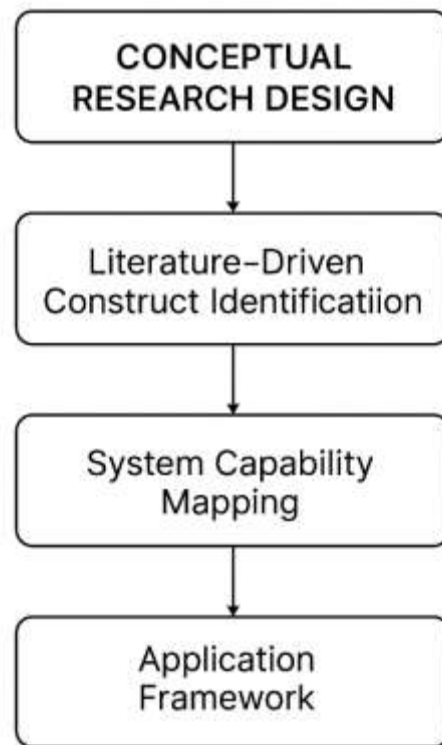 CONCEPTUAL
RESEARCH DESIGN
Literature–Driven
Construct Identificatiion
System Capability
Mapping
Application
Framework